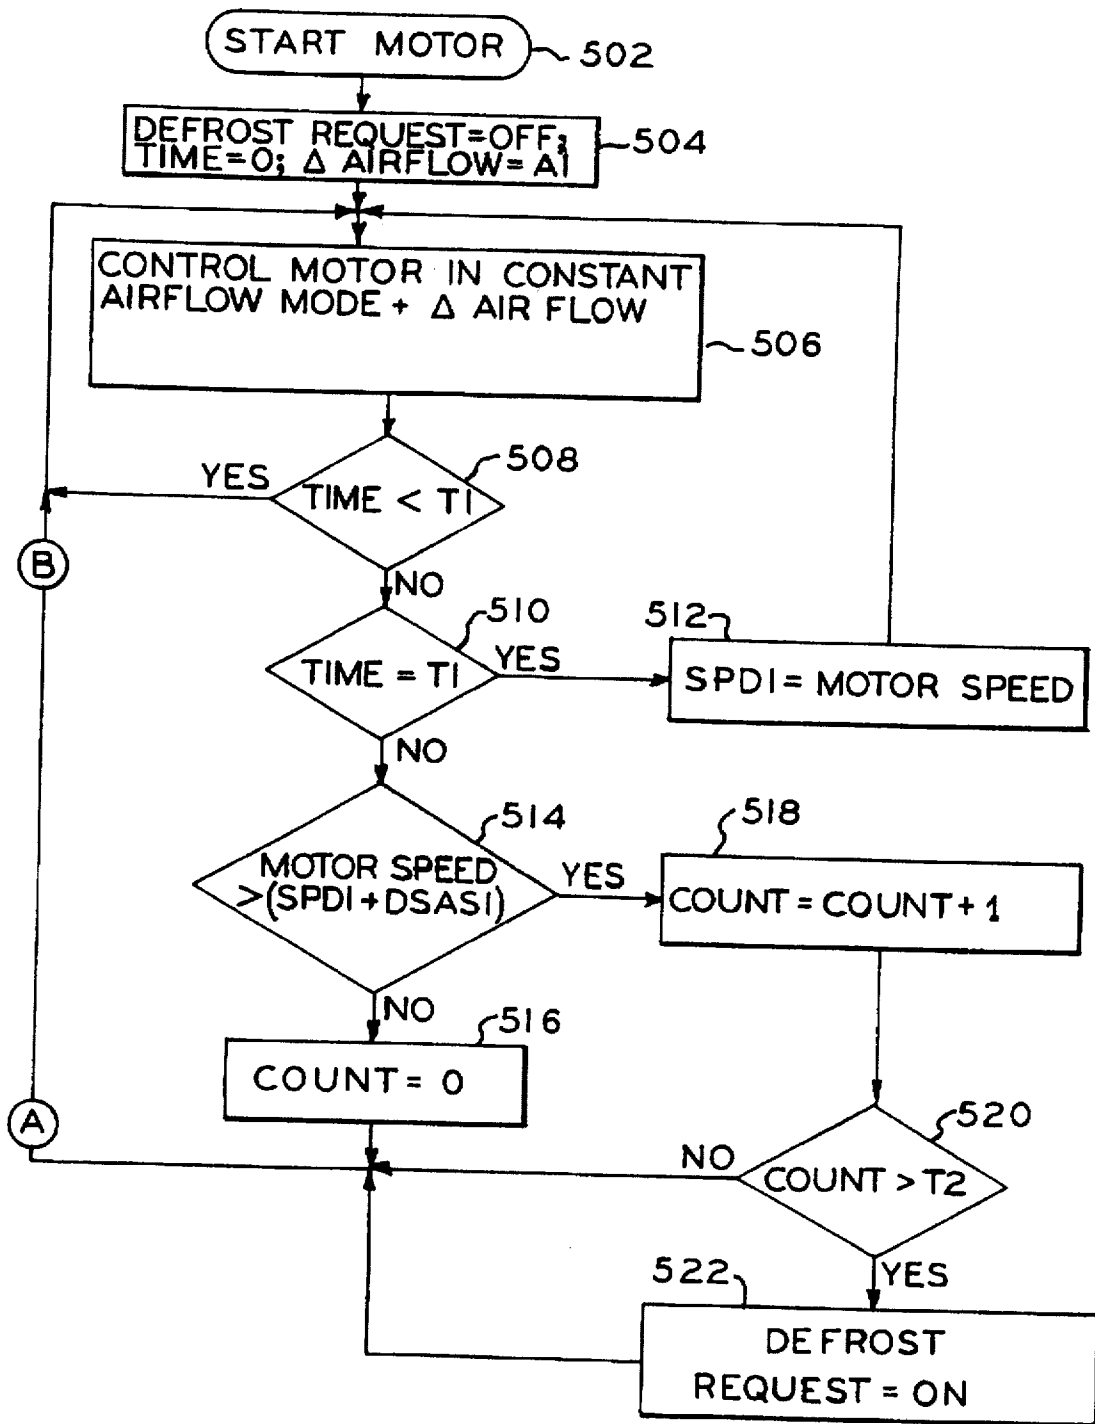 START MOTOR
502
DEFROST REQUEST=OFF;
TIME=0; Δ AIRFLOW=A1
504
CONTROL MOTOR IN CONSTANT
AIRFLOW MODE + Δ AIR FLOW
506
508
YES
TIME < T1
B
NO
510
512
TIME = T1
YES
SPD1 = MOTOR SPEED
NO
514
518
MOTOR SPEED
>(SPD1+DSAS1)
YES
COUNT = COUNT + 1
NO
516
COUNT = 0
A
520
NO
COUNT > T2
YES
522
DEFROST
REQUEST = ON